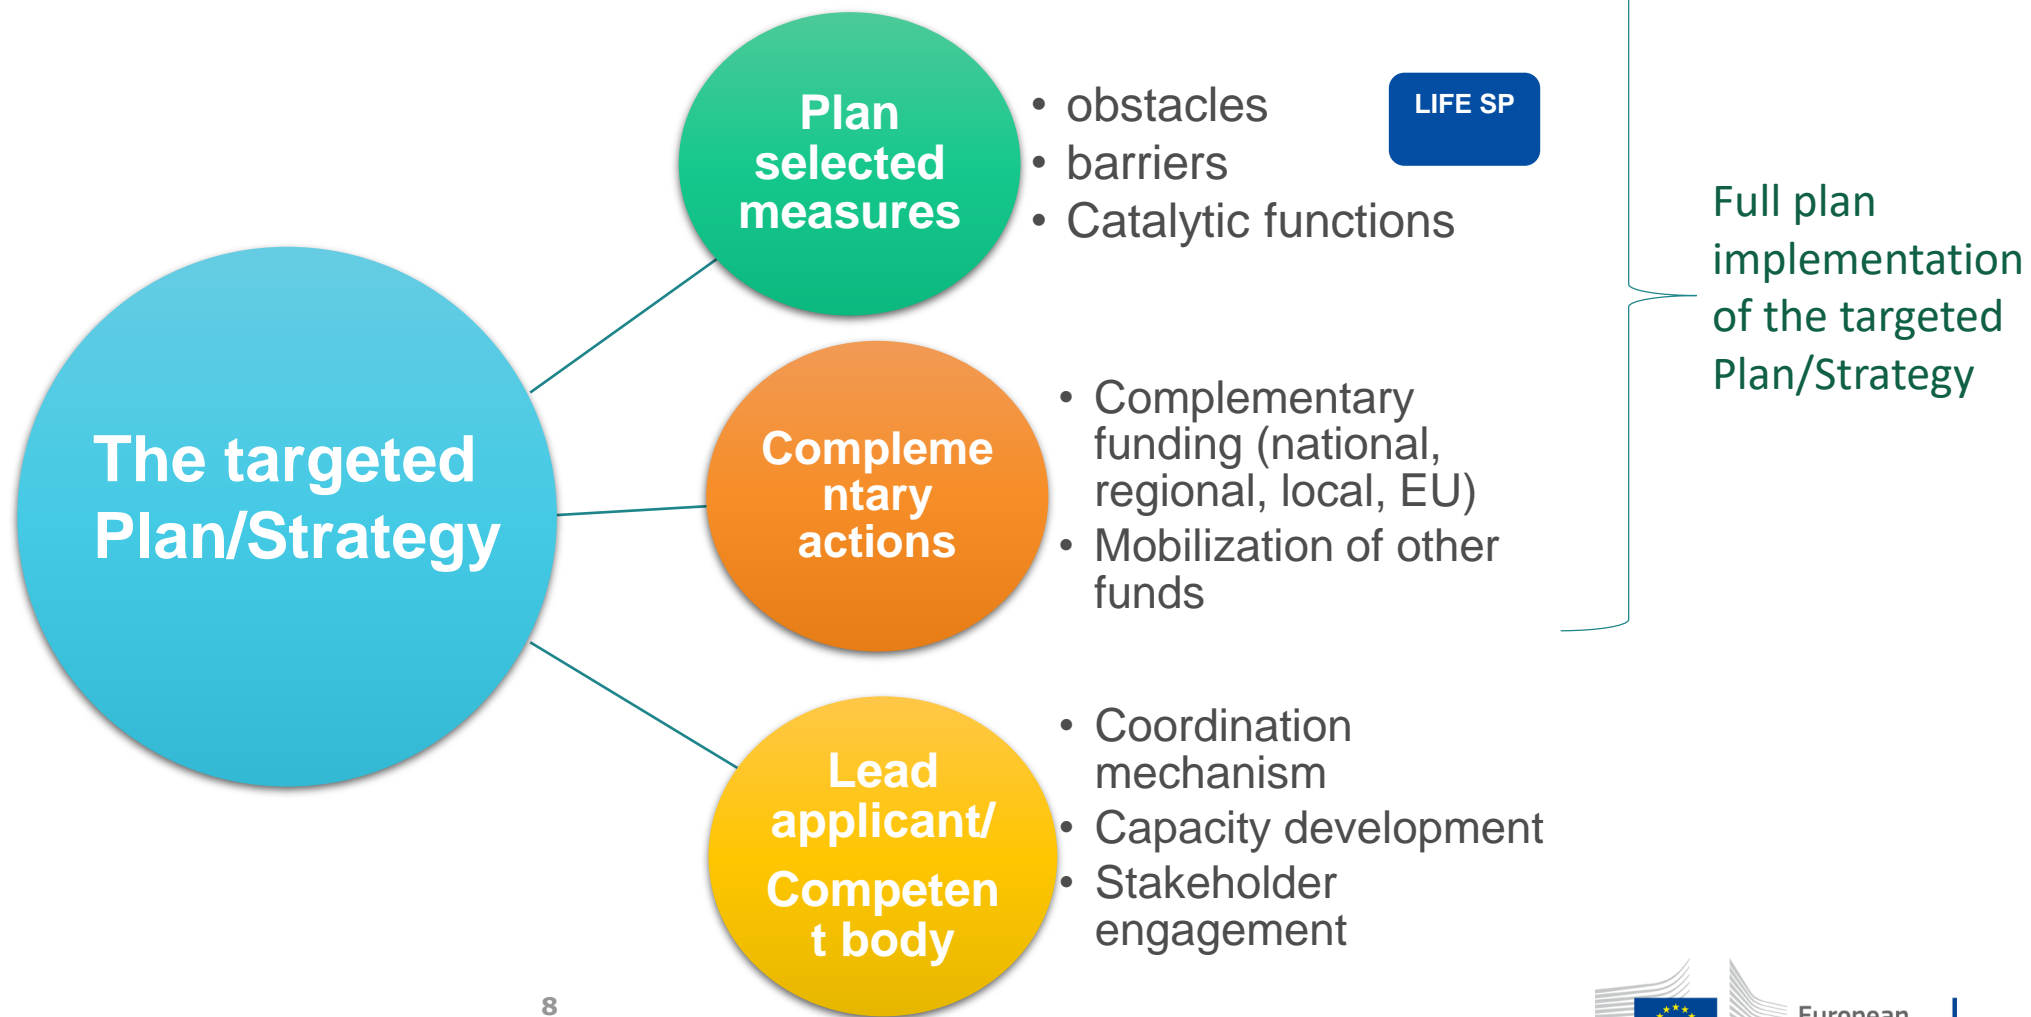 Plan
selected
measures
• obstacles
• barriers
• Catalytic functions
LIFE SP
Full plan
implementation
of the targeted
Plan/Strategy
The targeted
Plan/Strategy
Compleme
ntary
actions
• Complementary
funding (national,
regional, local, EU)
• Mobilization of other
funds
Lead
applicant/
Competen
t body
• Coordination
mechanism
• Capacity development
• Stakeholder
engagement
8
European